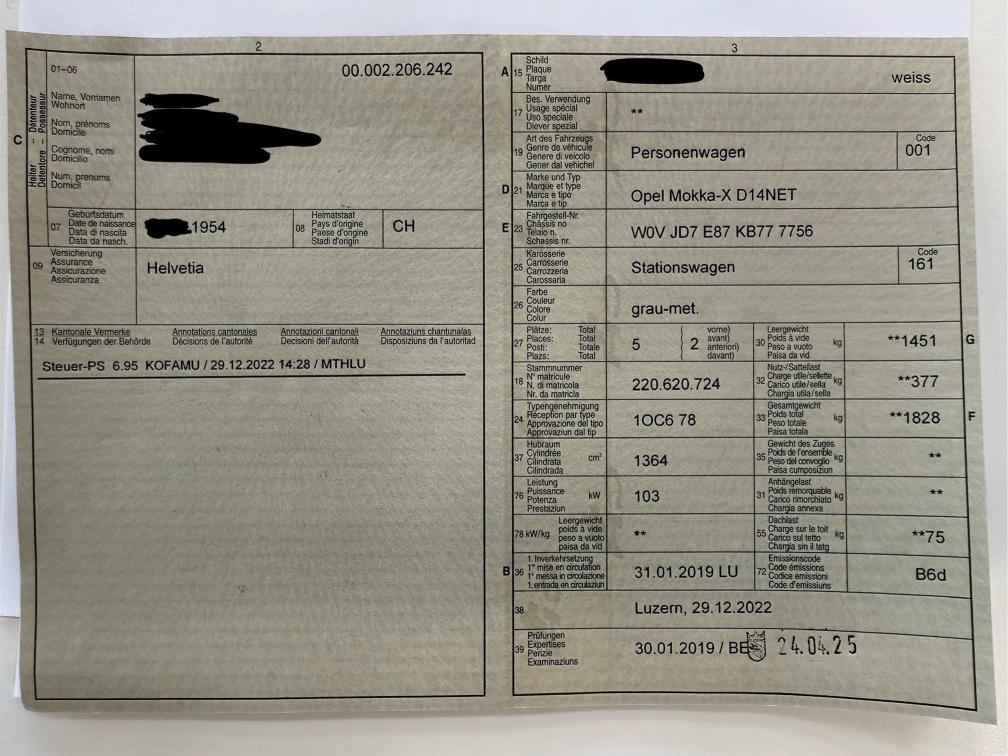 2
01–06
00.002.206.242
C
Halter – Détenteur
Detentore – Possessur
Name, Vornamen
Wohnort
Nom, prénoms
Domicile
Cognome, nomi
Domicilio
Num, prenums
Domicil
07
Geburtsdatum
Date de naissance
Data di nascita
Data da nasch.
1954
08
Heimatstaat
Pays d'origine
Paese d'origine
Stadi d'origin
CH
09
Versicherung
Assurance
Assicurazione
Assicuranza
Helvetia
13 Kantonale Vermerke Annotations cantonales Annotazioni cantonali Annotaziuns chantunalas
14 Verfügungen der Behörde Décisions de l'autorité Decisioni dell'autorità Disposiziuns da l'autoritad
Steuer-PS 6.95 KOFAMU / 29.12.2022 14:28 / MTHLU
3
A 15
Schild
Plaque
Targa
Numer
weiss
17
Bes. Verwendung
Usage spécial
Uso speciale
Diever spezial
**
19
Art des Fahrzeugs
Genre de véhicule
Genere di veicolo
Gener dal vehichel
Personenwagen
Code
001
D 21
Marke und Typ
Marque et type
Marca e tipo
Marca e tip
Opel Mokka-X D14NET
E 23
Fahrgestell-Nr.
Châssis no
Telaio n.
Schassis nr.
W0V JD7 E87 KB77 7756
25
Karosserie
Carrosserie
Carrozzeria
Carossaria
Stationswagen
Code
161
26
Farbe
Couleur
Colore
Colur
grau-met.
27
Plätze: Total
Places: Total
Posti: Totale
Plazs: Total
5
vorne)
avant)
anteriori)
davant)
2
30
Leergewicht
Poids à vide
Peso a vuoto
Paisa da vid
kg
**1451
G
18
Stammnummer
N° matricule
N. di matricola
Nr. da matricla
220.620.724
32
Nutz-/Sattellast
Charge utile/sellette
Carico utile/sella
Chargia utila/sella
kg
**377
24
Typengenehmigung
Réception par type
Approvazione del tipo
Approvaziun dal tip
1OC6 78
33
Gesamtgewicht
Poids total
Peso totale
Paisa totala
kg
**1828
F
37
Hubraum
Cylindrée
Cilindrata
Cilindrada
cm³
1364
35
Gewicht des Zuges
Poids de l'ensemble
Peso del convoglio
Paisa cumposiziun
kg
**
76
Leistung
Puissance
Potenza
Prestaziun
kW
103
31
Anhängelast
Poids remorquable
Carico rimorchiato
Chargia annexa
kg
**
78 kW/kg
Leergewicht
poids à vide
peso a vuoto
paisa da vid
**
55
Dachlast
Charge sur le toit
Carico sul tetto
Chargia sin il tetg
kg
**75
B 36
1. Inverkehrsetzung
1re mise en circulation
1a messa in circolazione
1. entrada en circulaziun
31.01.2019 LU
72
Emissionscode
Code émissions
Codice emissioni
Code d'emissiuns
B6d
38
Luzern, 29.12.2022
39
Prüfungen
Expertises
Perizie
Examinaziuns
30.01.2019 / BE
24.04.25